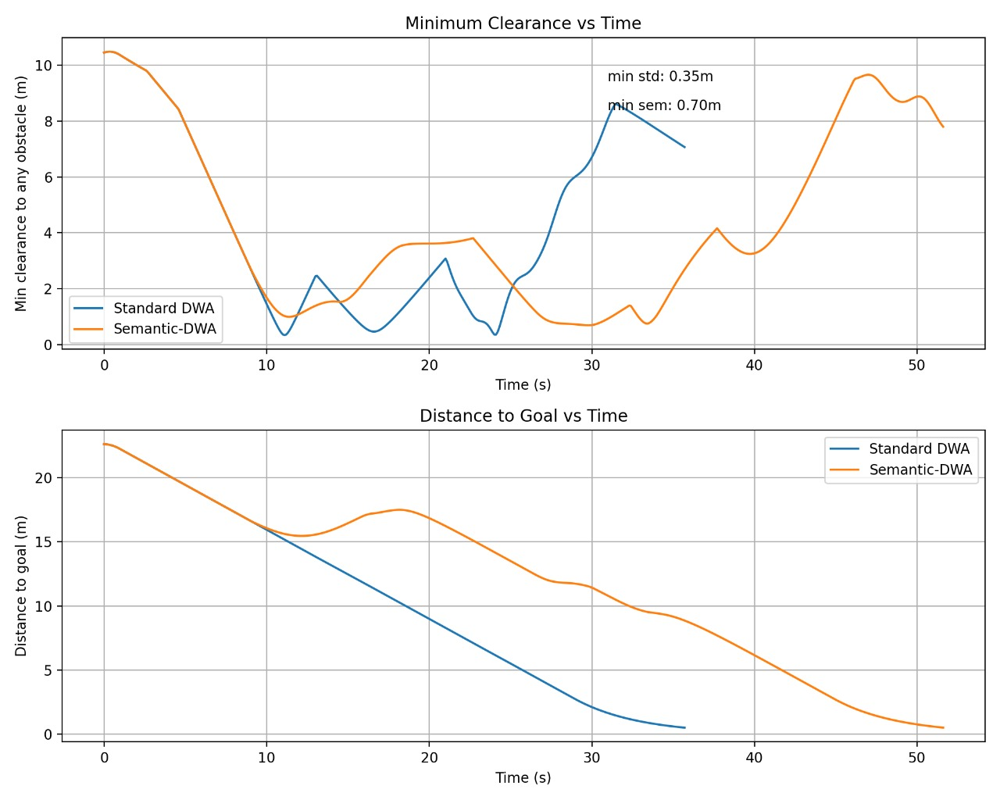 Minimum Clearance vs Time
Min clearance to any obstacle (m)
10
8
6
4
2
0
min std: 0.35m
min sem: 0.70m
Standard DWA
Semantic-DWA
0 10 20 30 40 50
Time (s)
Distance to Goal vs Time
Distance to goal (m)
20
15
10
5
0
Standard DWA
Semantic-DWA
0 10 20 30 40 50
Time (s)